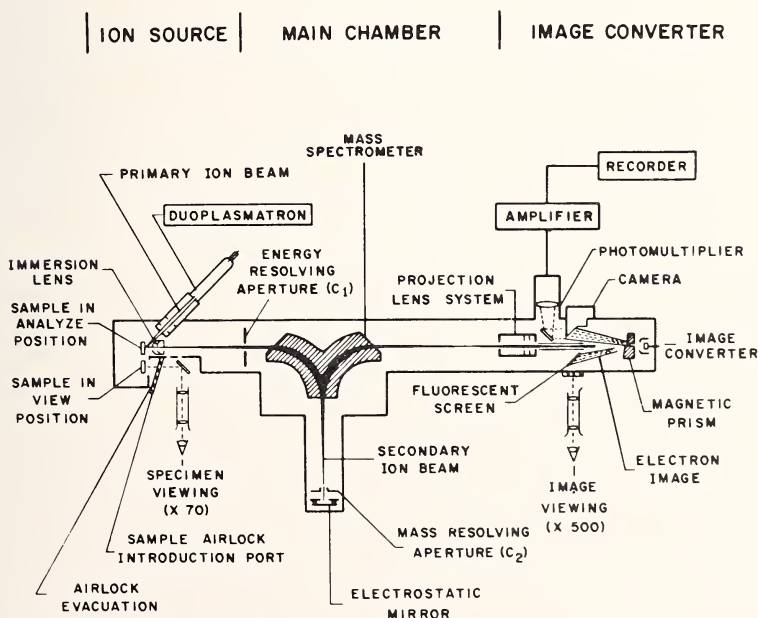 ION SOURCE
MAIN CHAMBER
IMAGE CONVERTER
MASS
SPECTROMETER
PRIMARY ION BEAM
DUOPLASMATRON
IMMERSION
LENS
SAMPLE IN
ANALYZE
POSITION
SAMPLE IN
VIEW
POSITION
ENERGY
RESOLVING
APERTURE (C1)
RECORDER
AMPLIFIER
PHOTOMULTIPLIER
CAMERA
PROJECTION
LENS SYSTEM
IMAGE
CONVERTER
FLUORESCENT
SCREEN
MAGNETIC
PRISM
ELECTRON
IMAGE
SPECIMEN
VIEWING
(X 70)
SECONDARY
ION BEAM
IMAGE
VIEWING
(X 500)
SAMPLE AIRLOCK
INTRODUCTION PORT
MASS RESOLVING
APERTURE (C2)
AIRLOCK
EVACUATION
ELECTROSTATIC
MIRROR